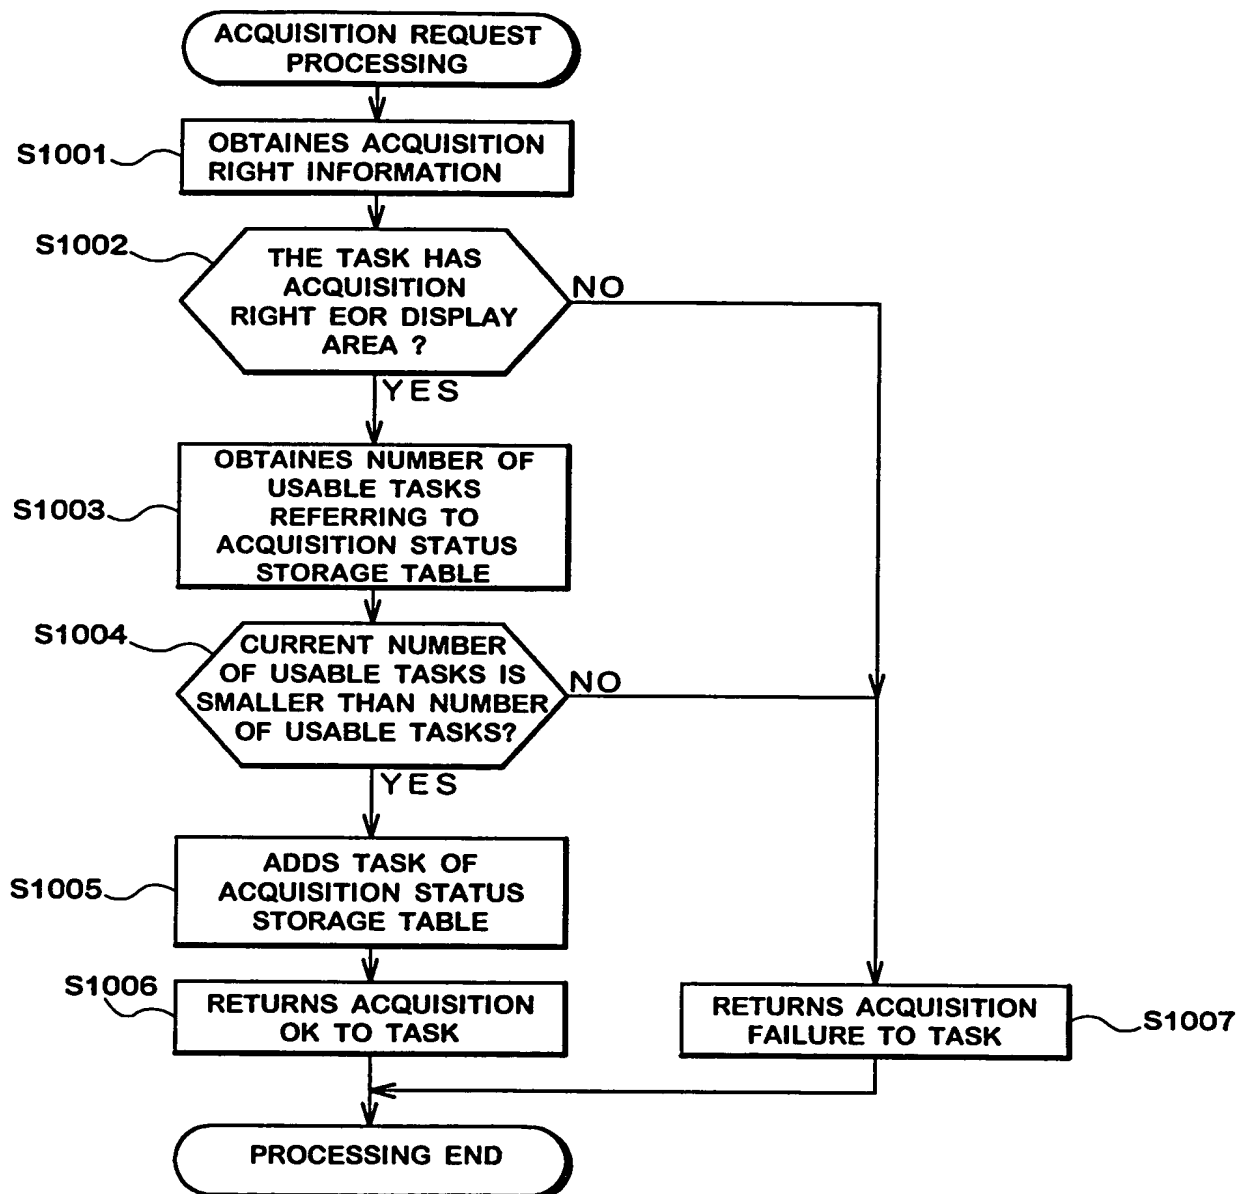 ACQUISITION REQUEST
PROCESSING
S1001
OBTAINES ACQUISITION
RIGHT INFORMATION
S1002
THE TASK HAS
ACQUISITION
RIGHT EOR DISPLAY
AREA ?
NO
YES
S1003
OBTAINES NUMBER OF
USABLE TASKS
REFERRING TO
ACQUISITION STATUS
STORAGE TABLE
S1004
CURRENT NUMBER
OF USABLE TASKS IS
SMALLER THAN NUMBER
OF USABLE TASKS?
NO
YES
S1005
ADDS TASK OF
ACQUISITION STATUS
STORAGE TABLE
S1006
RETURNS ACQUISITION
OK TO TASK
RETURNS ACQUISITION
FAILURE TO TASK
S1007
PROCESSING END